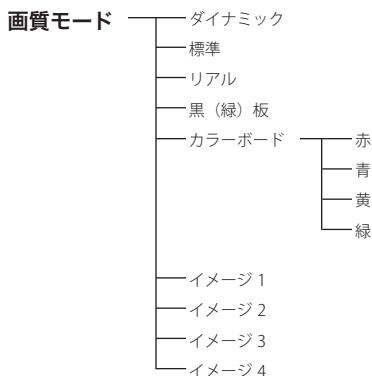 画質モード
ダイナミック
標準
リアル
黒（緑）板
カラーボード
赤
青
黄
緑
イメージ 1
イメージ 2
イメージ 3
イメージ 4